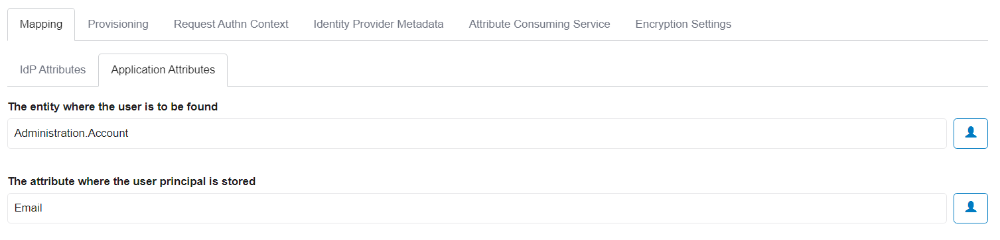 Mapping Provisioning Request Authn Context Identity Provider Metadata Attribute Consuming Service Encryption Settings
IdP Attributes Application Attributes
The entity where the user is to be found
Administration.Account
The attribute where the user principal is stored
Email